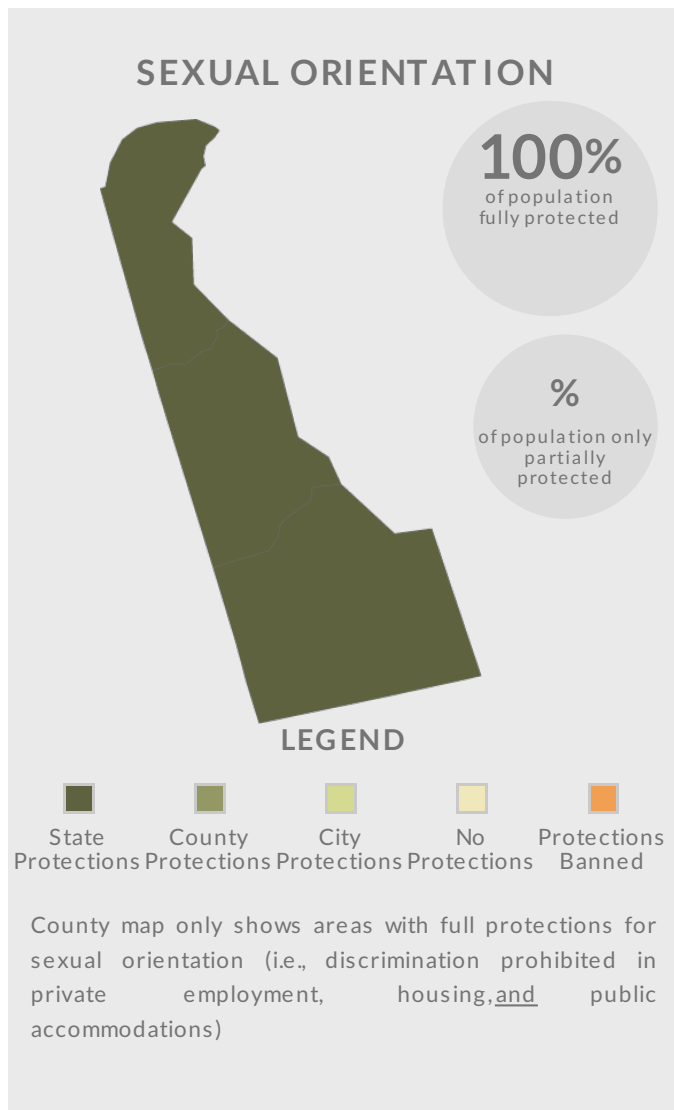 SEXUAL ORIENTATION
100%
of population
fully protected
%
of population only
partially
protected
LEGEND
State
Protections
County
Protections
City
Protections
No
Protections
Protections
Banned
County map only shows areas with full protections for
sexual orientation (i.e., discrimination prohibited in
private employment, housing, and public
accommodations)